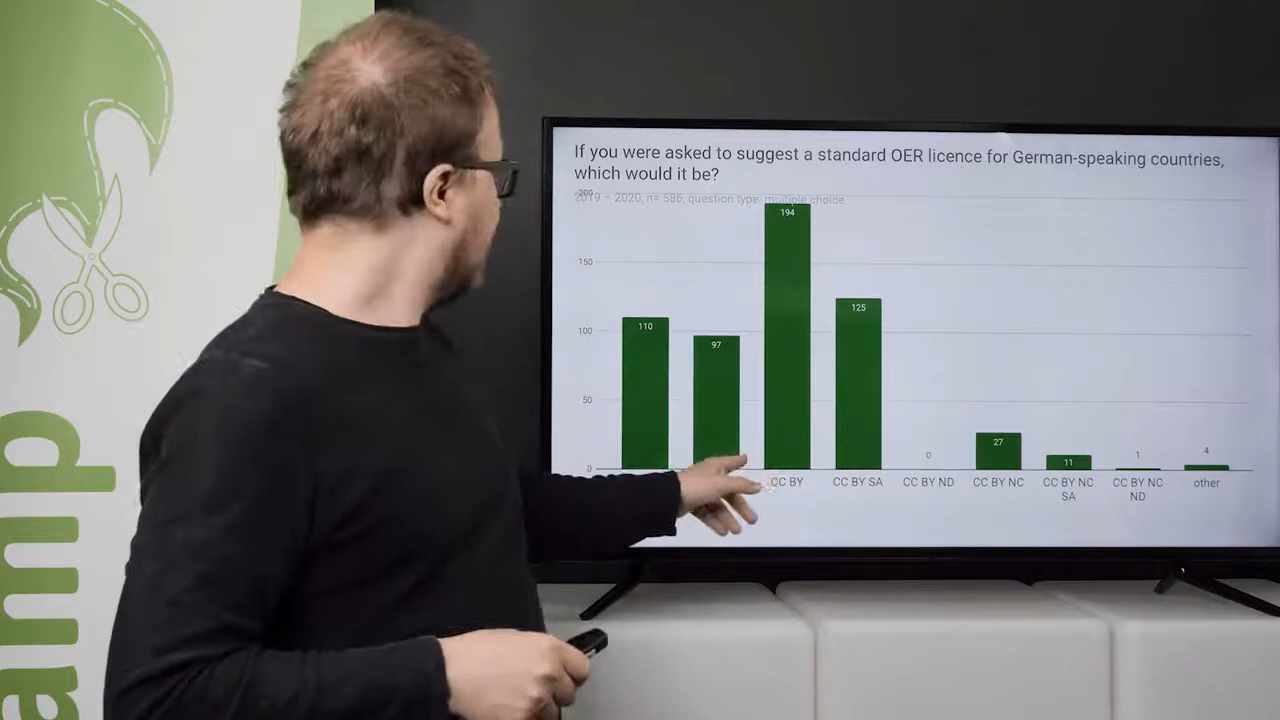 If you were asked to suggest a standard OER licence for German-speaking countries,
which would it be?
2019 – 2020, n= 586, question type: multiple choice
200
150
100
50
0
110
97
194
125
0
27
11
1
4
CC BY
CC BY SA
CC BY ND
CC BY NC
CC BY NC
SA
CC BY NC
ND
other
amp